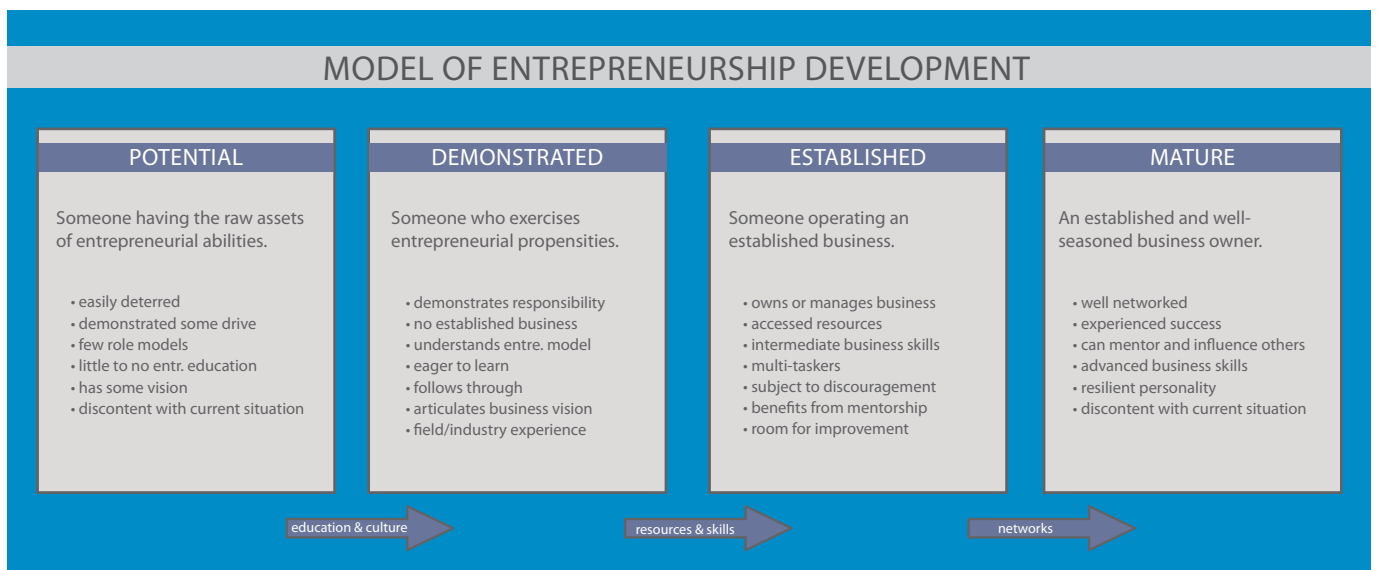 MODEL OF ENTREPRENEURSHIP DEVELOPMENT
POTENTIAL
Someone having the raw assets
of entrepreneurial abilities.
• easily deterred
• demonstrated some drive
• few role models
• little to no entr. education
• has some vision
• discontent with current situation
DEMONSTRATED
Someone who exercises
entrepreneurial propensities.
• demonstrates responsibility
• no established business
• understands entre. model
• eager to learn
• follows through
• articulates business vision
• field/industry experience
ESTABLISHED
Someone operating an
established business.
• owns or manages business
• accessed resources
• intermediate business skills
• multi-taskers
• subject to discouragement
• benefits from mentorship
• room for improvement
MATURE
An established and well-
seasoned business owner.
• well networked
• experienced success
• can mentor and influence others
• advanced business skills
• resilient personality
• discontent with current situation
education & culture
resources & skills
networks